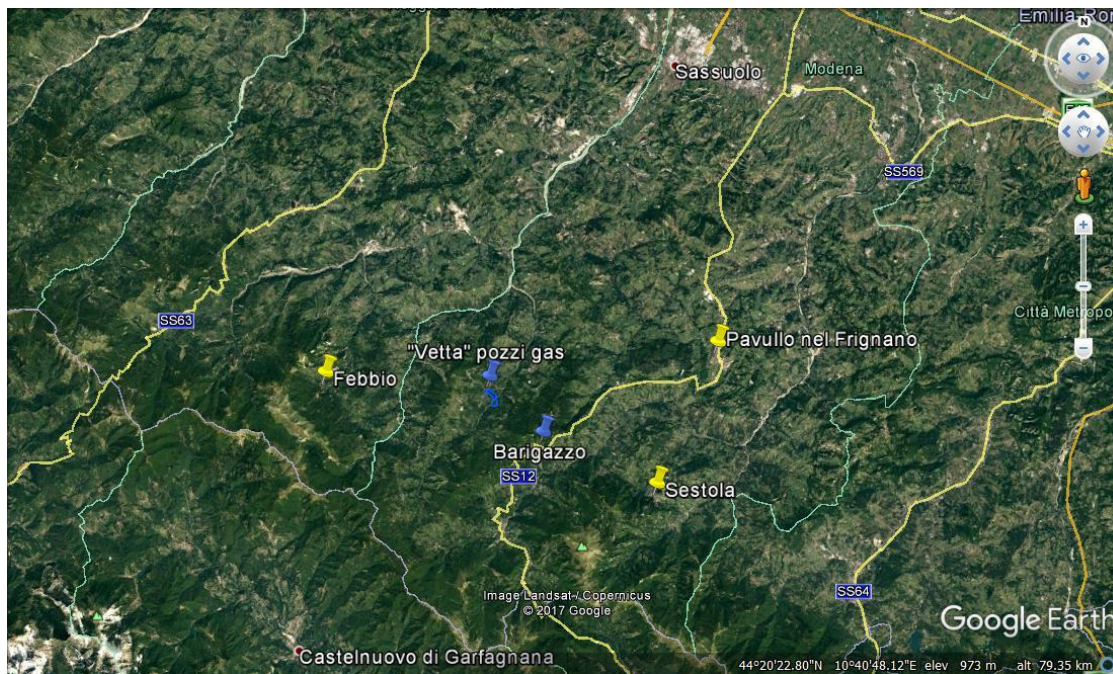 Emilia Ro
N
Sassuolo
Modena
SS569
SS63
Città Metropo
"Vetta" pozzi gas
Pavullo nel Frignano
Febbio
Barigazzo
SS12
Sestola
SS64
Image Landsat / Copernicus
© 2017 Google
Google Earth
Castelnuovo di Garfagnana
44°20'22.80"N 10°40'48.12"E elev 973 m alt 79.35 km